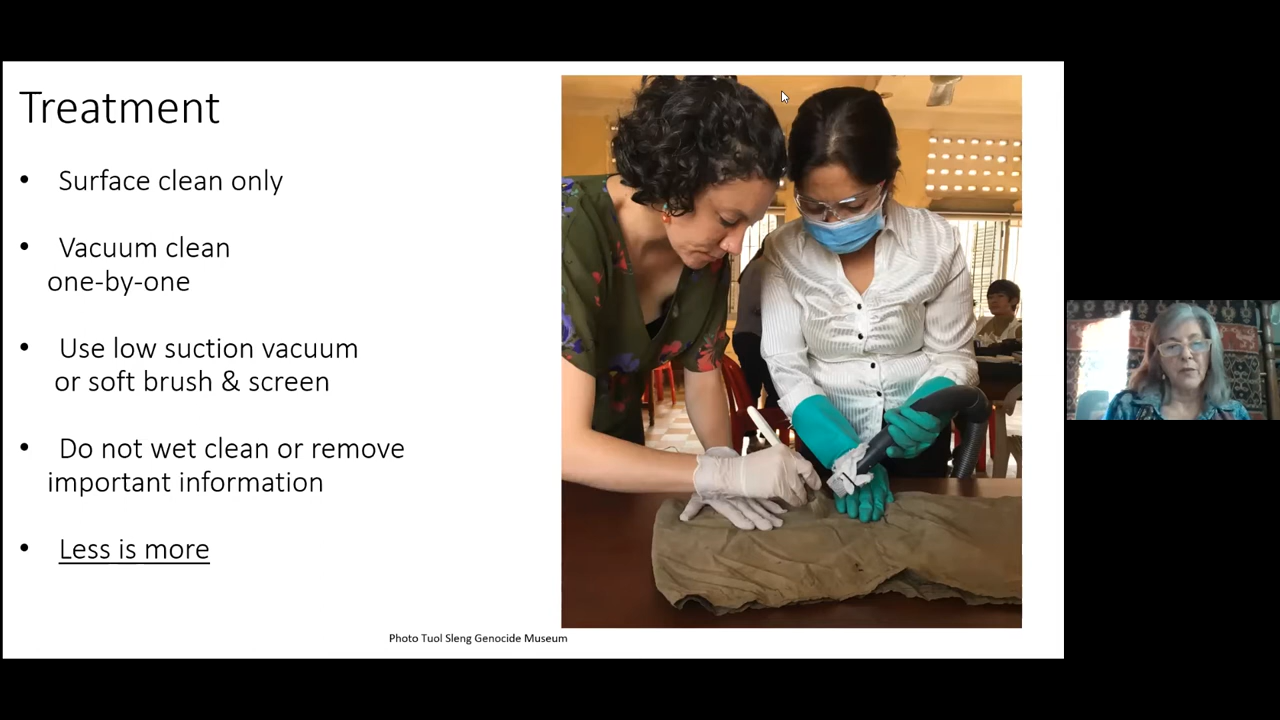 Treatment
• Surface clean only
• Vacuum clean
one-by-one
• Use low suction vacuum
or soft brush & screen
• Do not wet clean or remove
important information
• Less is more
Photo Tuol Sleng Genocide Museum